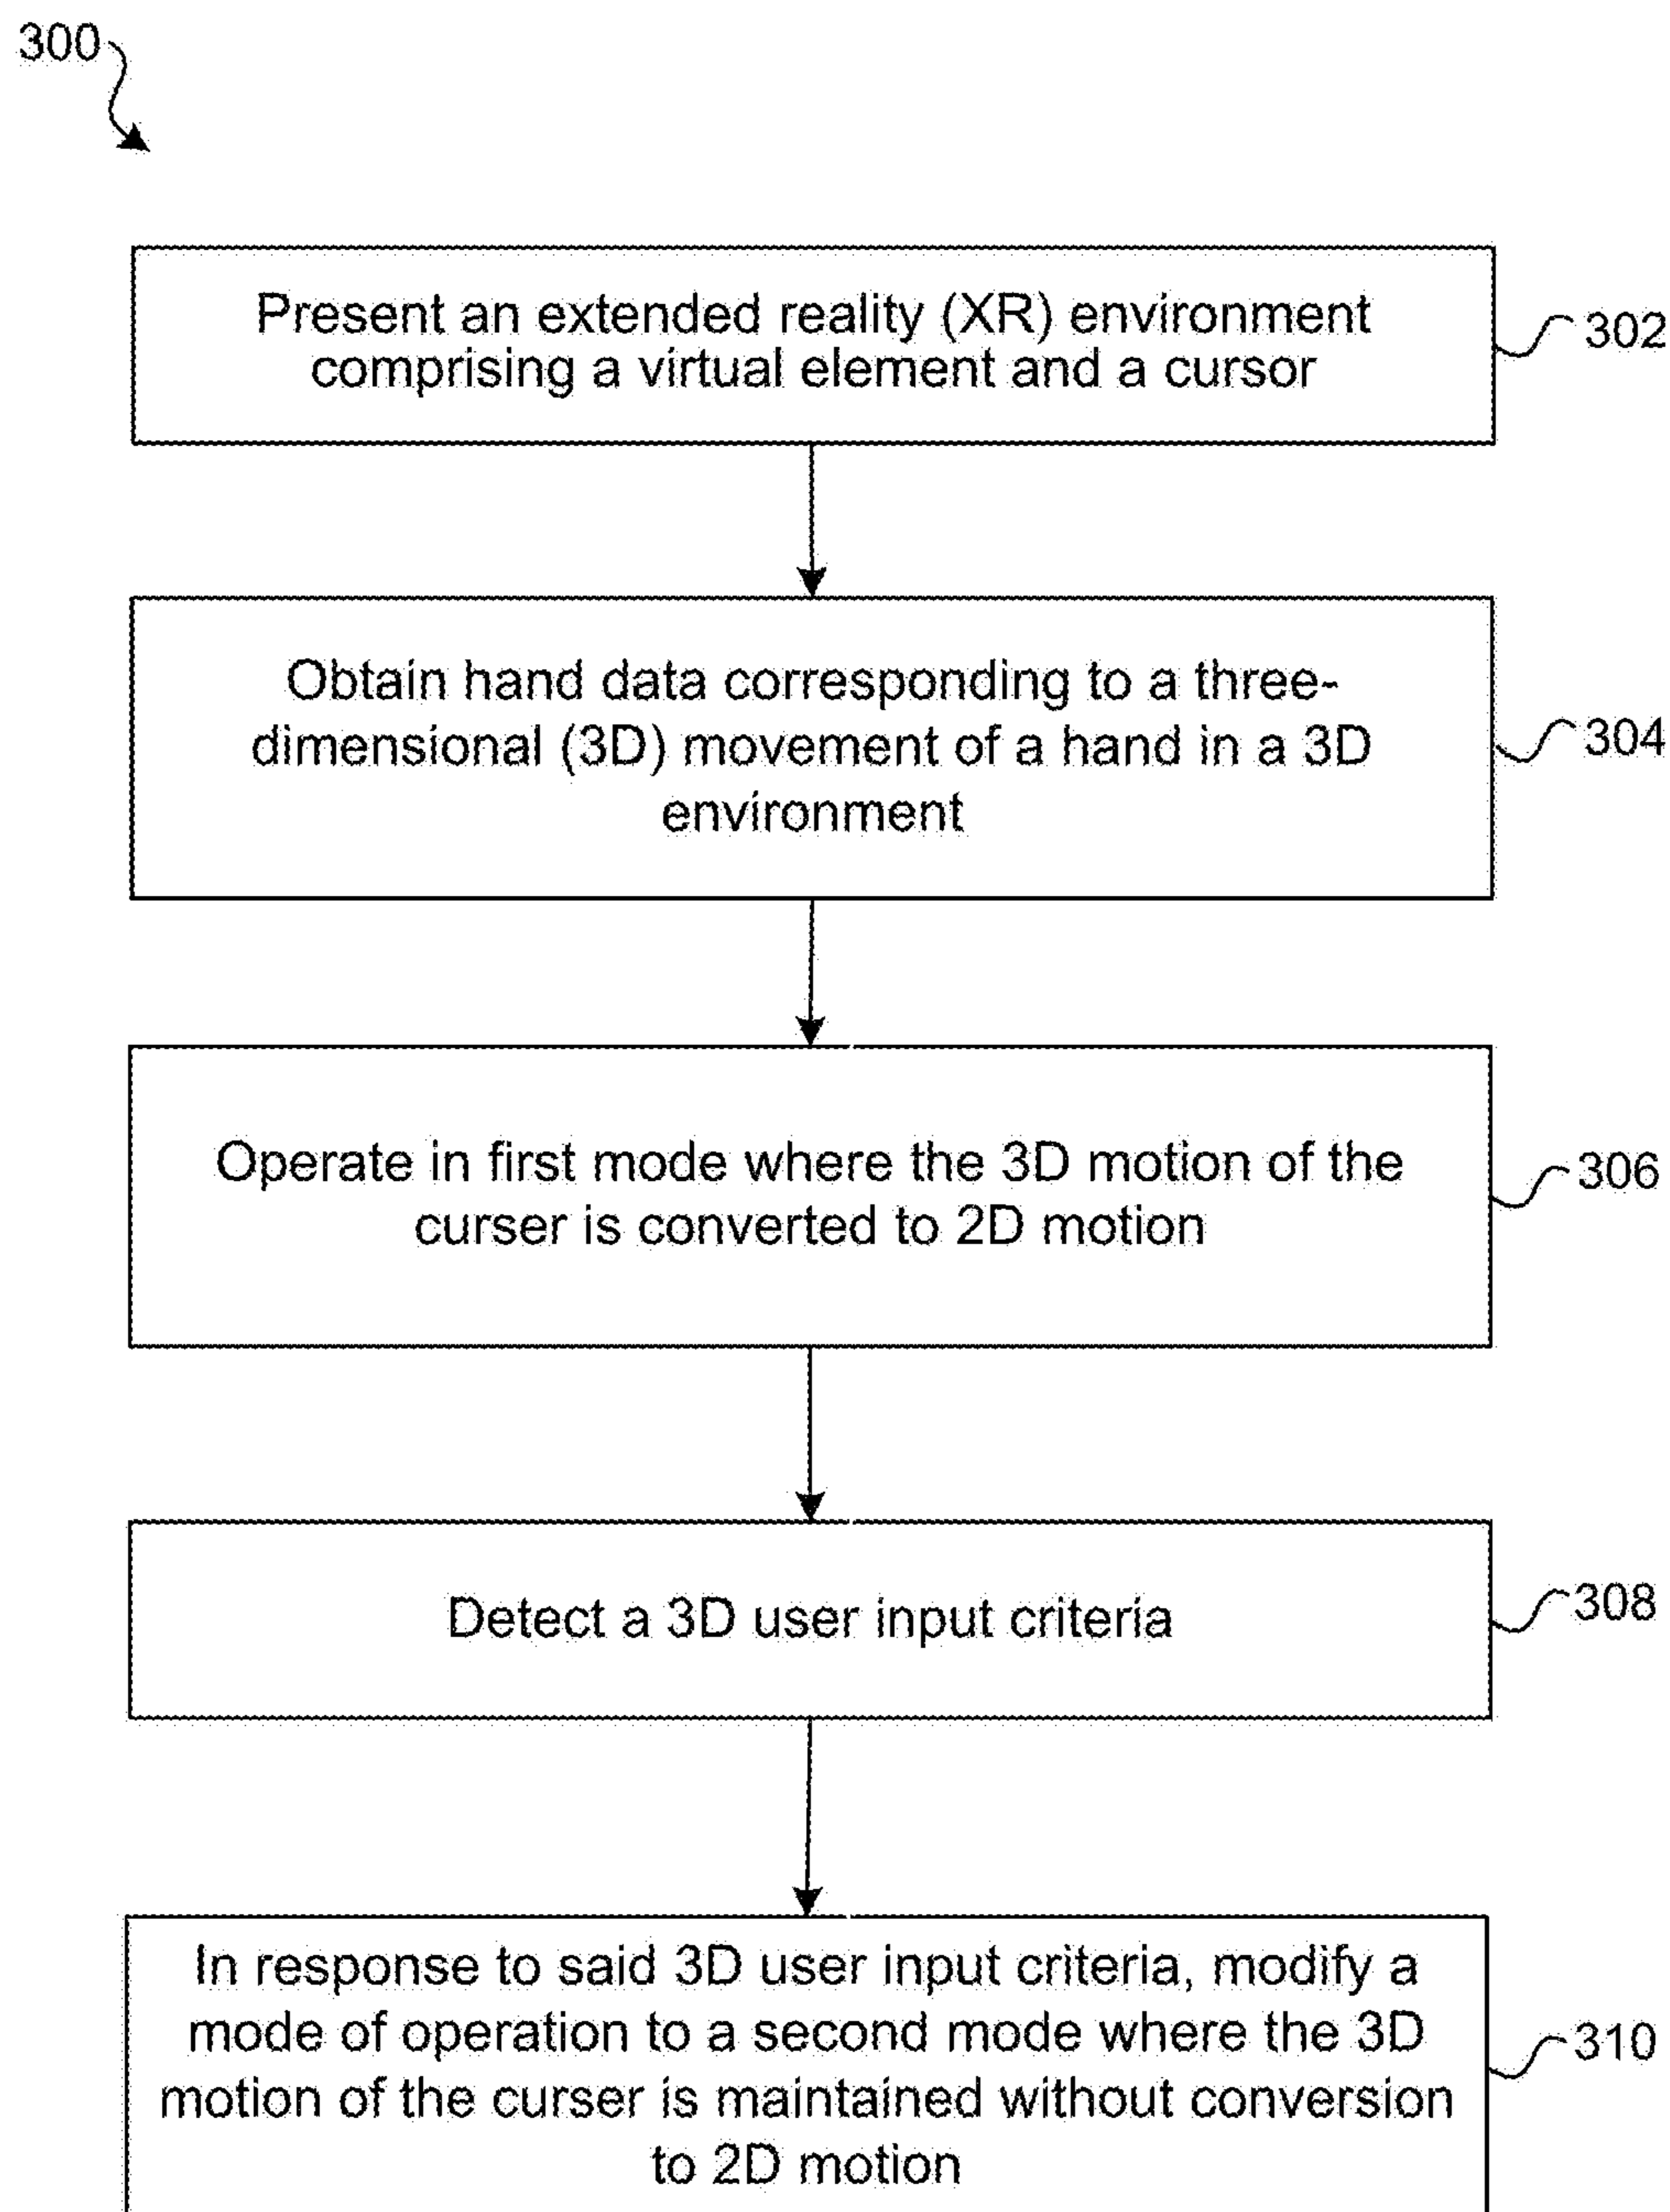 300
Present an extended reality (XR) environment
comprising a virtual element and a cursor
302
Obtain hand data corresponding to a three-
dimensional (3D) movement of a hand in a 3D
environment
304
Operate in first mode where the 3D motion of the
curser is converted to 2D motion
306
Detect a 3D user input criteria
308
In response to said 3D user input criteria, modify a
mode of operation to a second mode where the 3D
motion of the curser is maintained without conversion
to 2D motion
310